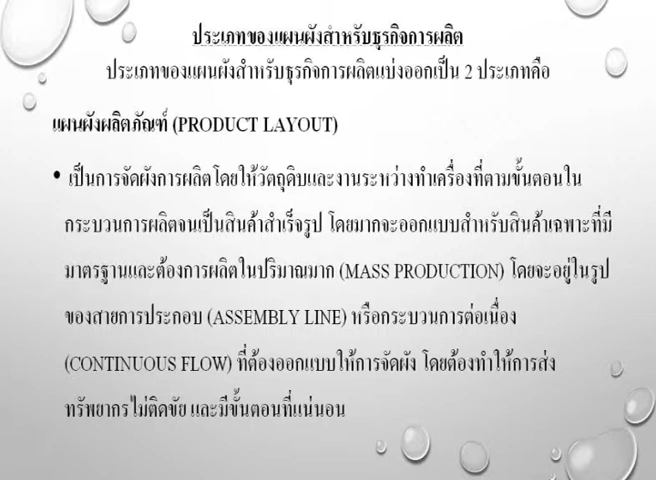 ประเภทของแผนผังสำหรับธุรกิจการผลิต
ประเภทของแผนผังสำหรับธุรกิจการผลิตแบ่งออกเป็น 2 ประเภทคือ
แผนผังผลิตภัณฑ์ (PRODUCT LAYOUT)
• เป็นการจัดผังการผลิตโดยให้วัตถุดิบและงานระหว่างทำเครื่องที่ตามขั้นตอนใน
กระบวนการผลิตจนเป็นสินค้าสำเร็จรูป โดยมากจะออกแบบสำหรับสินค้าเฉพาะที่มี
มาตรฐานและต้องการผลิตในปริมาณมาก (MASS PRODUCTION) โดยจะอยู่ในรูป
ของสายการประกอบ (ASSEMBLY LINE) หรือกระบวนการต่อเนื่อง
(CONTINUOUS FLOW) ที่ต้องออกแบบให้การจัดผัง โดยต้องทำให้การส่ง
ทรัพยากรไม่ติดขัย และมีขั้นตอนที่แน่นอน